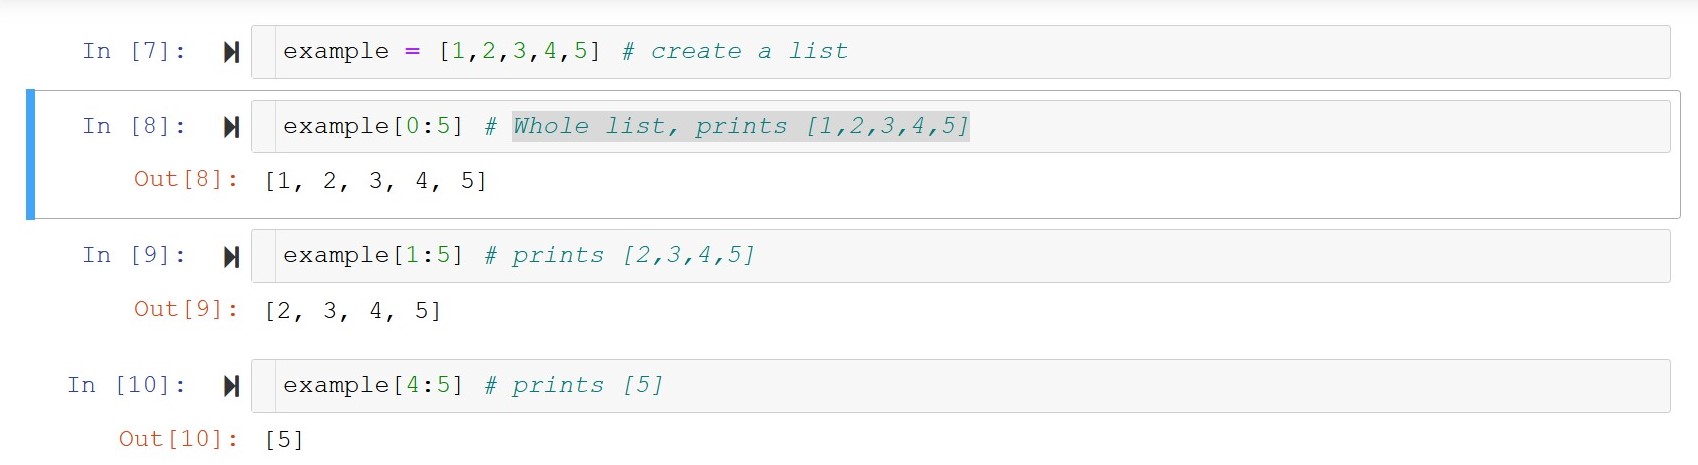 In [7]: example = [1,2,3,4,5] # create a list
In [8]: example[0:5] # Whole list, prints [1,2,3,4,5]
Out[8]: [1, 2, 3, 4, 5]
In [9]: example[1:5] # prints [2,3,4,5]
Out[9]: [2, 3, 4, 5]
In [10]: example[4:5] # prints [5]
Out[10]: [5]